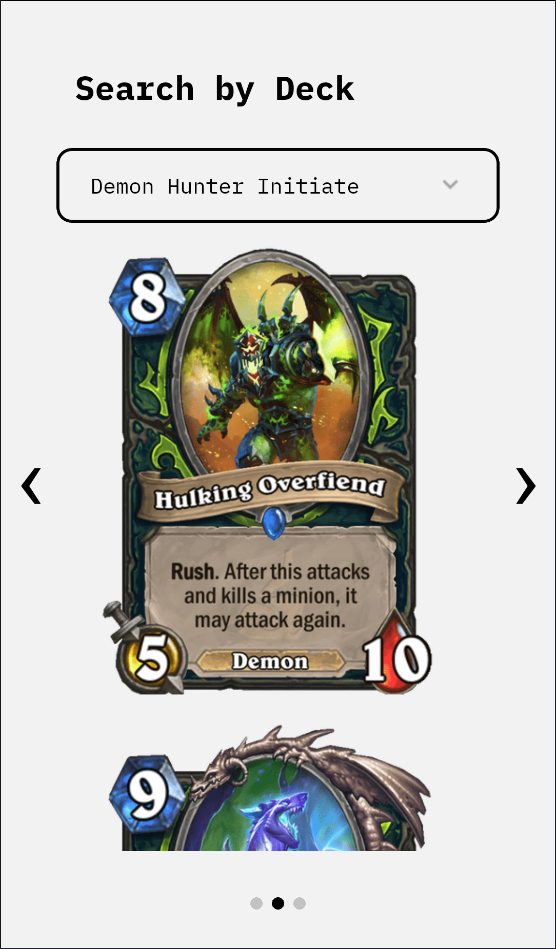 Search by Deck
Demon Hunter Initiate
8
Hulking Overfiend
Rush. After this attacks
and kills a minion, it
may attack again.
5
Demon
10
9